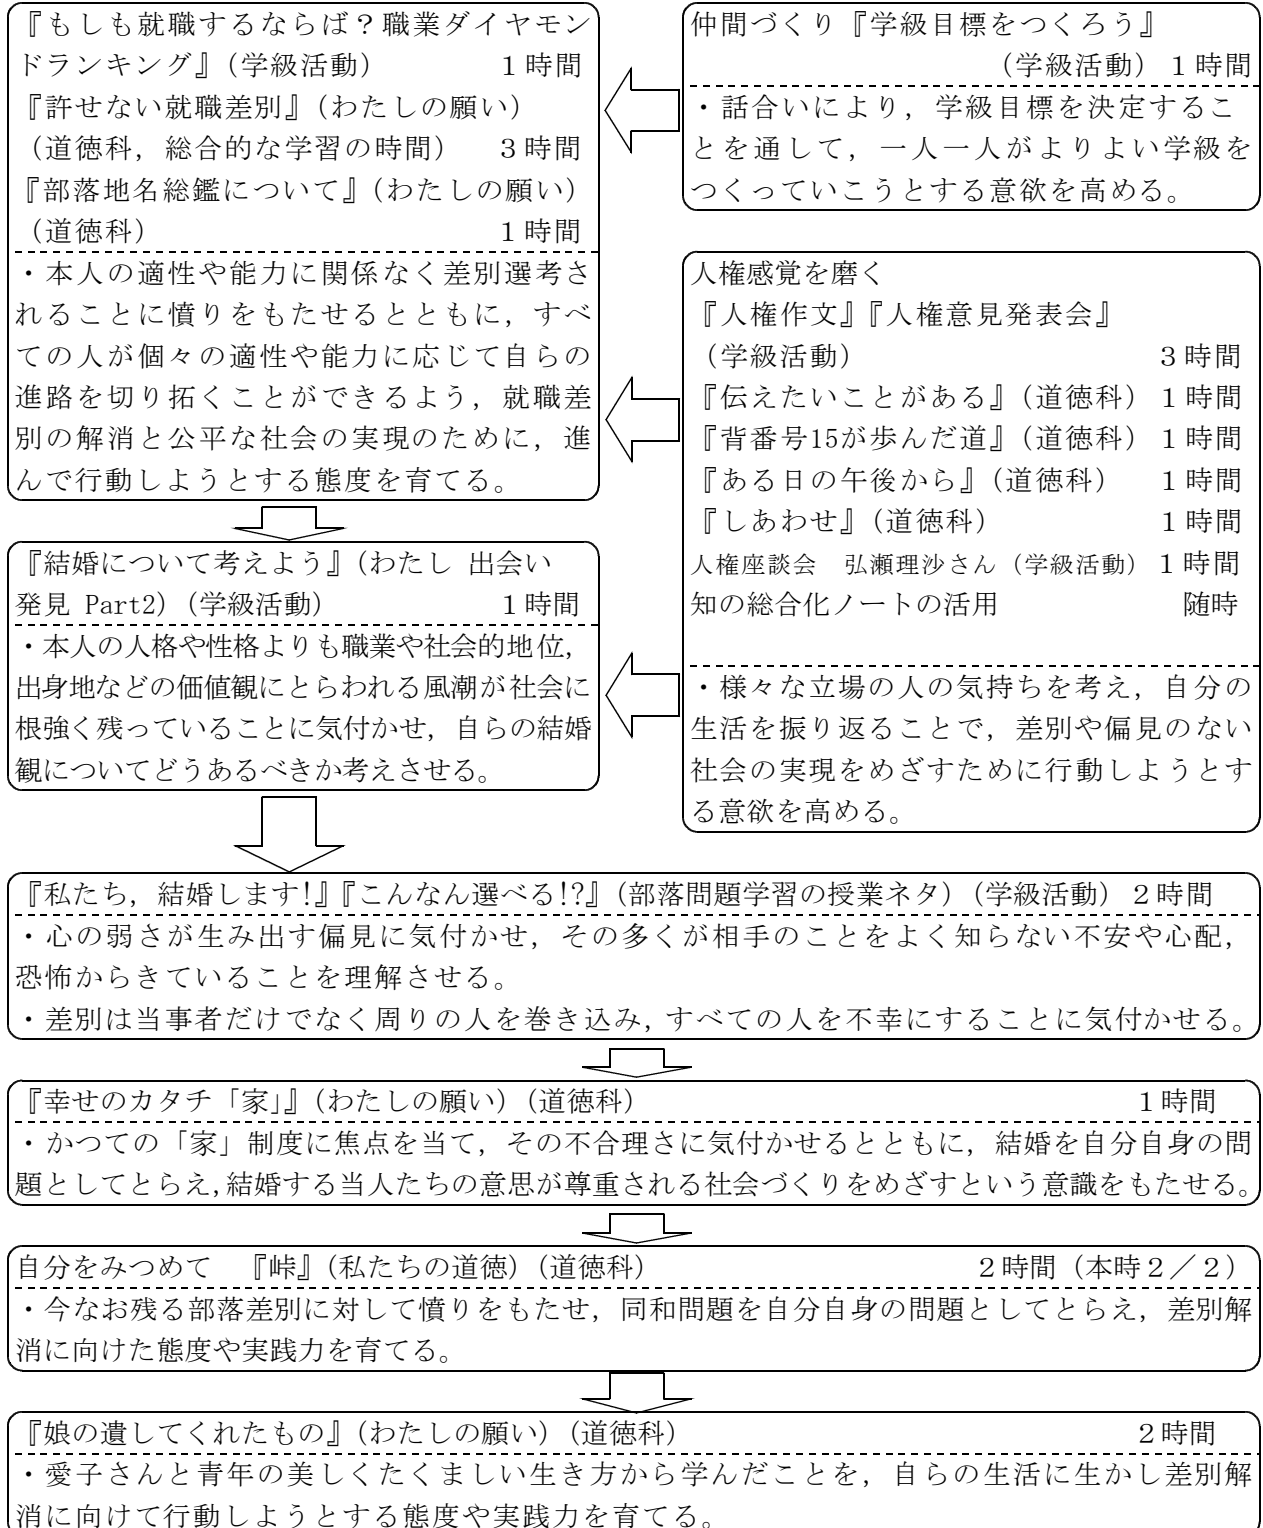 『もしも就職するならば？職業ダイヤモン
ドランキング』（学級活動）　1時間
『許せない就職差別』（わたしの願い）
（道徳科，総合的な学習の時間）　3時間
『部落地名総鑑について』（わたしの願い）
（道徳科）　1時間
・本人の適性や能力に関係なく差別選考さ
れることに憤りをもたせるとともに，すべ
ての人が個々の適性や能力に応じて自らの
進路を切り拓くことができるよう，就職差
別の解消と公平な社会の実現のために，進
んで行動しようとする態度を育てる。
仲間づくり『学級目標をつくろう』
（学級活動）1時間
・話合いにより，学級目標を決定するこ
とを通して，一人一人がよりよい学級を
つくっていこうとする意欲を高める。
人権感覚を磨く
『人権作文』『人権意見発表会』
（学級活動）　3時間
『伝えたいことがある』（道徳科）1時間
『背番号15が歩んだ道』（道徳科）1時間
『ある日の午後から』（道徳科）　1時間
『しあわせ』（道徳科）　1時間
人権座談会　弘瀬理沙さん（学級活動）1時間
知の総合化ノートの活用　随時
・様々な立場の人の気持ちを考え，自分の
生活を振り返ることで，差別や偏見のない
社会の実現をめざすために行動しようとす
る意欲を高める。
『結婚について考えよう』（わたし 出会い
発見 Part2）（学級活動）　1時間
・本人の人格や性格よりも職業や社会的地位，
出身地などの価値観にとらわれる風潮が社会に
根強く残っていることに気付かせ，自らの結婚
観についてどうあるべきか考えさせる。
『私たち，結婚します!』『こんなん選べる!?』（部落問題学習の授業ネタ）（学級活動）2時間
・心の弱さが生み出す偏見に気付かせ，その多くが相手のことをよく知らない不安や心配，
恐怖からきていることを理解させる。
・差別は当事者だけでなく周りの人を巻き込み，すべての人を不幸にすることに気付かせる。
『幸せのカタチ「家」』（わたしの願い）（道徳科）　1時間
・かつての「家」制度に焦点を当て，その不合理さに気付かせるとともに，結婚を自分自身の問
題としてとらえ，結婚する当人たちの意思が尊重される社会づくりをめざすという意識をもたせる。
自分をみつめて　『峠』（私たちの道徳）（道徳科）　2時間（本時2／2）
・今なお残る部落差別に対して憤りをもたせ，同和問題を自分自身の問題としてとらえ，差別解
消に向けた態度や実践力を育てる。
『娘の遺してくれたもの』（わたしの願い）（道徳科）　2時間
・愛子さんと青年の美しくたくましい生き方から学んだことを，自らの生活に生かし差別解
消に向けて行動しようとする態度や実践力を育てる。